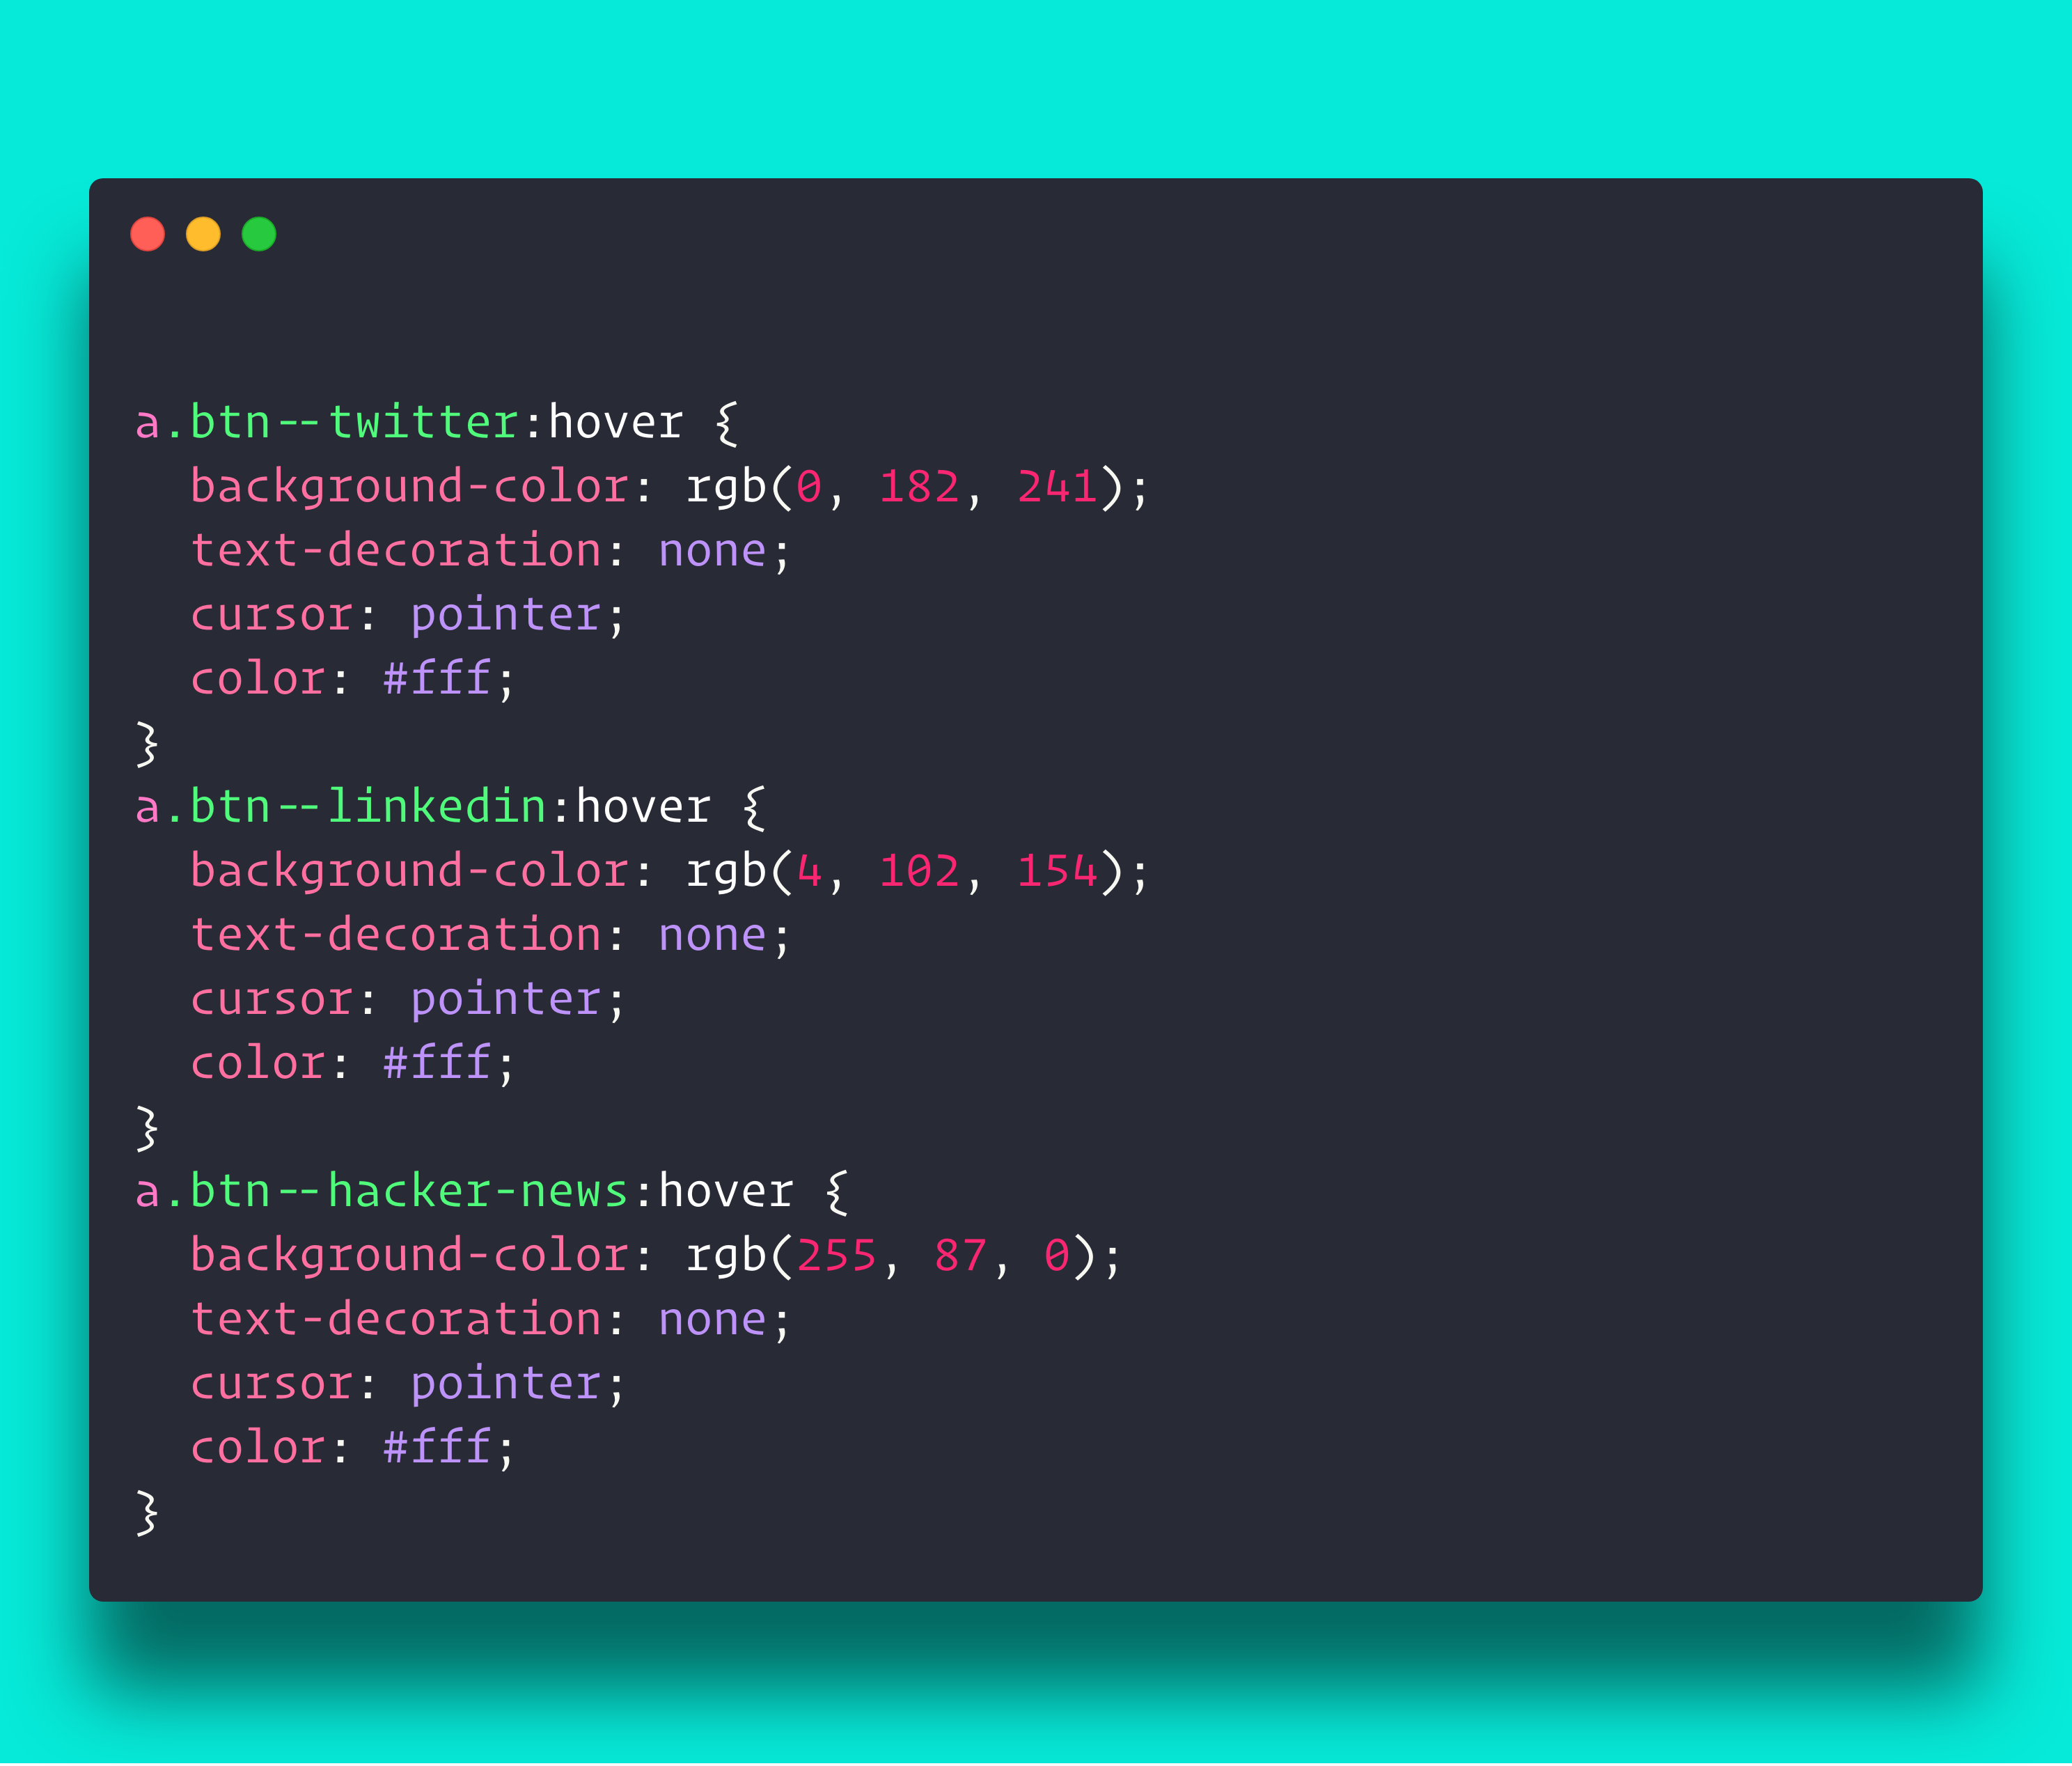 a.btn--twitter:hover {
  background-color: rgb(0, 182, 241);
  text-decoration: none;
  cursor: pointer;
  color: #fff;
}
a.btn--linkedin:hover {
  background-color: rgb(4, 102, 154);
  text-decoration: none;
  cursor: pointer;
  color: #fff;
}
a.btn--hacker-news:hover {
  background-color: rgb(255, 87, 0);
  text-decoration: none;
  cursor: pointer;
  color: #fff;
}